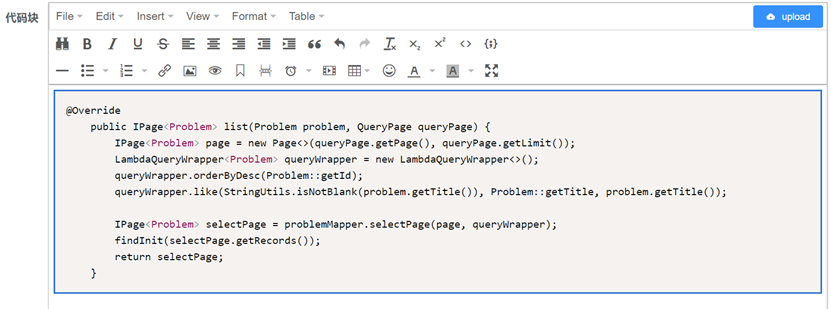 代码块
File Edit Insert View Format Table
upload
@Override
    public IPage<Problem> list(Problem problem, QueryPage queryPage) {
        IPage<Problem> page = new Page<>(queryPage.getPage(), queryPage.getLimit());
        LambdaQueryWrapper<Problem> queryWrapper = new LambdaQueryWrapper<>();
        queryWrapper.orderByDesc(Problem::getId);
        queryWrapper.like(StringUtils.isNotBlank(problem.getTitle()), Problem::getTitle, problem.getTitle());

        IPage<Problem> selectPage = problemMapper.selectPage(page, queryWrapper);
        findInit(selectPage.getRecords());
        return selectPage;
    }